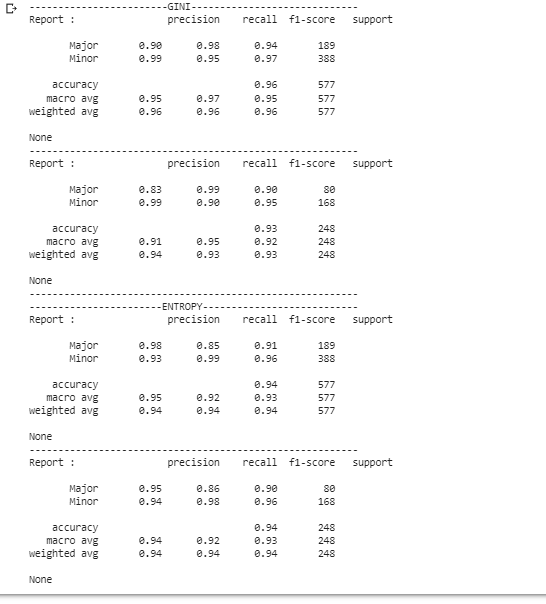 ------------------------GINI-----------------------------
Report :               precision    recall  f1-score   support
Major       0.90      0.98      0.94       189
Minor       0.99      0.95      0.97       388
accuracy                           0.96       577
macro avg       0.95      0.97      0.95       577
weighted avg       0.96      0.96      0.96       577
None
---------------------------------------------------------
Report :               precision    recall  f1-score   support
Major       0.83      0.99      0.90        80
Minor       0.99      0.90      0.95       168
accuracy                           0.93       248
macro avg       0.91      0.95      0.92       248
weighted avg       0.94      0.93      0.93       248
None
---------------------------------------------------------
-----------------------ENTROPY---------------------------
Report :               precision    recall  f1-score   support
Major       0.98      0.85      0.91       189
Minor       0.93      0.99      0.96       388
accuracy                           0.94       577
macro avg       0.95      0.92      0.93       577
weighted avg       0.94      0.94      0.94       577
None
---------------------------------------------------------
Report :               precision    recall  f1-score   support
Major       0.95      0.86      0.90        80
Minor       0.94      0.98      0.96       168
accuracy                           0.94       248
macro avg       0.94      0.92      0.93       248
weighted avg       0.94      0.94      0.94       248
None